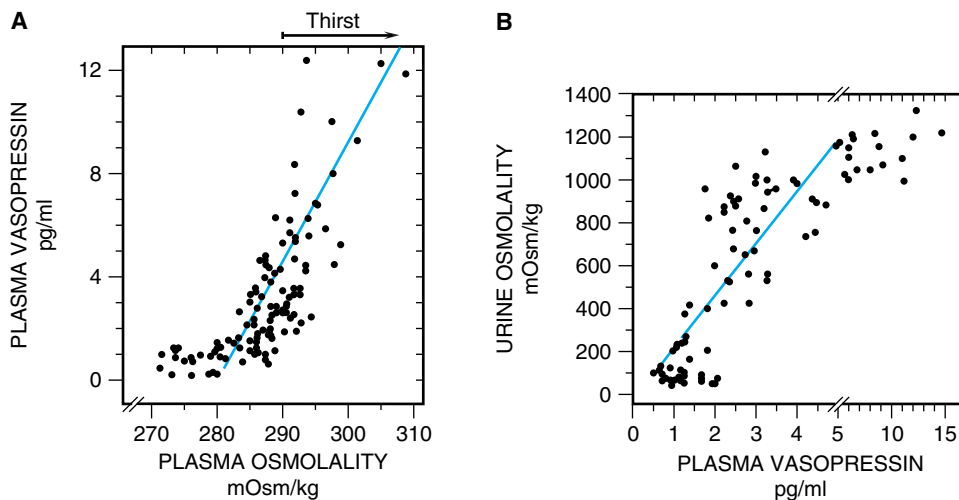 A
Thirst
PLASMA VASOPRESSIN
pg/ml
12
8
4
0
270 280 290 300 310
PLASMA OSMOLALITY
mOsm/kg
B
URINE OSMOLALITY
mOsm/kg
1400
1200
1000
800
600
400
200
0
0 1 2 3 4 5 10 15
PLASMA VASOPRESSIN
pg/ml